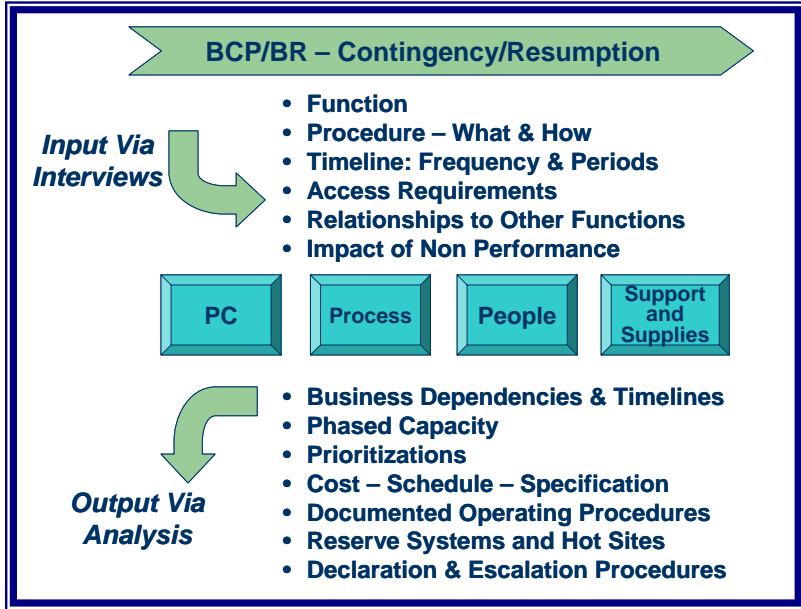 BCP/BR – Contingency/Resumption
Input Via
Interviews
• Function
• Procedure – What & How
• Timeline: Frequency & Periods
• Access Requirements
• Relationships to Other Functions
• Impact of Non Performance
PC
Process
People
Support
and
Supplies
Output Via
Analysis
• Business Dependencies & Timelines
• Phased Capacity
• Prioritizations
• Cost – Schedule – Specification
• Documented Operating Procedures
• Reserve Systems and Hot Sites
• Declaration & Escalation Procedures